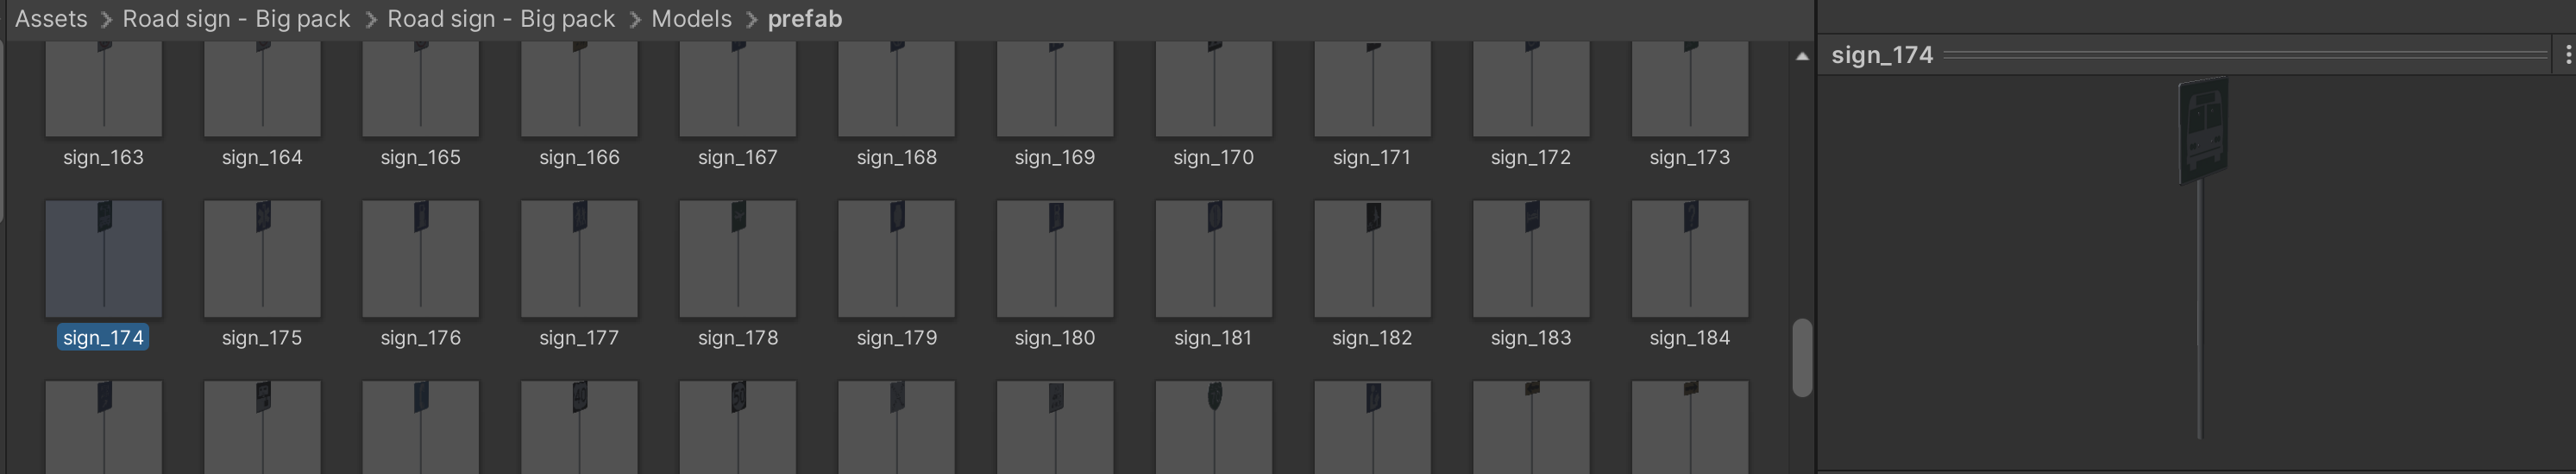 Assets > Road sign - Big pack > Road sign - Big pack > Models > prefab
sign_174
sign_163 sign_164 sign_165 sign_166 sign_167 sign_168 sign_169 sign_170 sign_171 sign_172 sign_173
sign_174 sign_175 sign_176 sign_177 sign_178 sign_179 sign_180 sign_181 sign_182 sign_183 sign_184